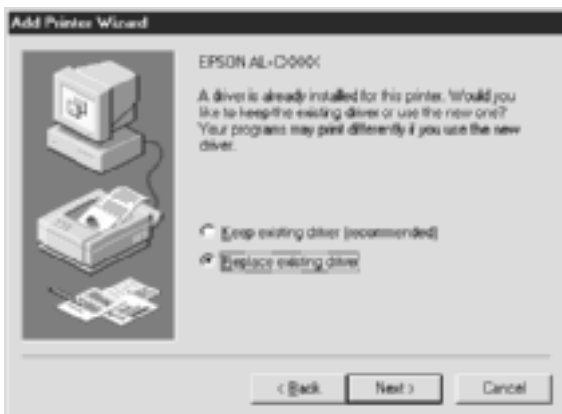 Add Printer Wizard
EPSON AL-CXXXX
A driver is already installed for this printer. Would you
like to keep the existing driver or use the new one?
Your programs may print differently if you use the new
driver.
Keep existing driver (recommended)
Replace existing driver
< Back
Next >
Cancel